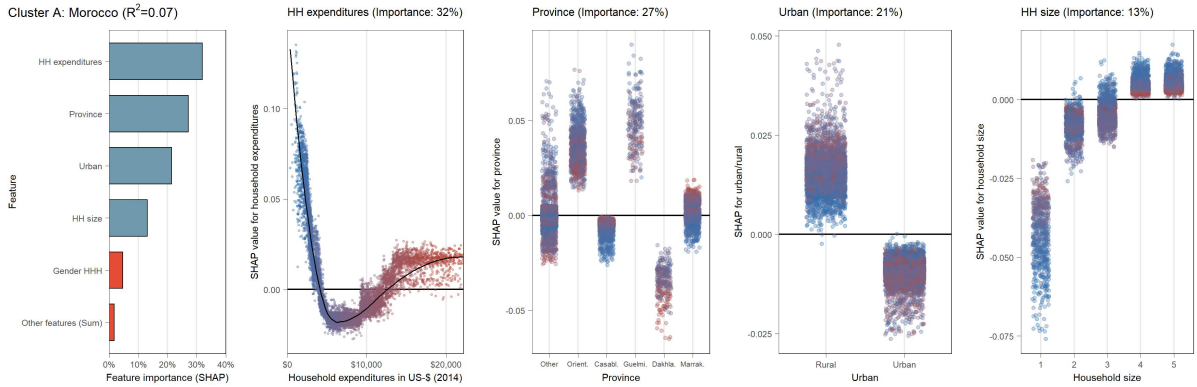 Cluster A: Morocco (R²=0.07)
Feature
HH expenditures
Province
Urban
HH size
Gender HHH
Other features (Sum)
0% 10% 20% 30% 40%
Feature importance (SHAP)
HH expenditures (Importance: 32%)
SHAP value for household expenditures
0.10
0.05
0.00
$0 $10,000 $20,000
Household expenditures in US-$ (2014)
Province (Importance: 27%)
SHAP value for province
0.05
0.00
-0.05
Other Orient. Casabl. Guelmi. Dakhla. Marrak.
Province
Urban (Importance: 21%)
SHAP for urban/rural
0.050
0.025
0.000
-0.025
Rural Urban
Urban
HH size (Importance: 13%)
SHAP value for household size
0.000
-0.025
-0.050
-0.075
1 2 3 4 5
Household size